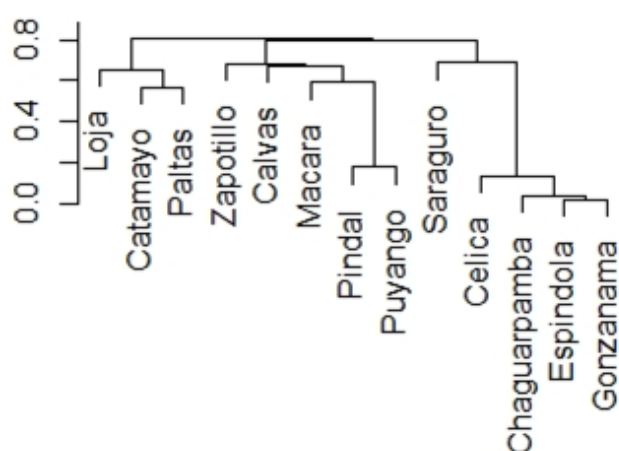 0.8
0.4
0.0
Loja
Catamayo
Paltas
Zapotillo
Calvas
Macara
Pindal
Puyango
Saraguro
Celica
Chaguarpamba
Espindola
Gonzanama